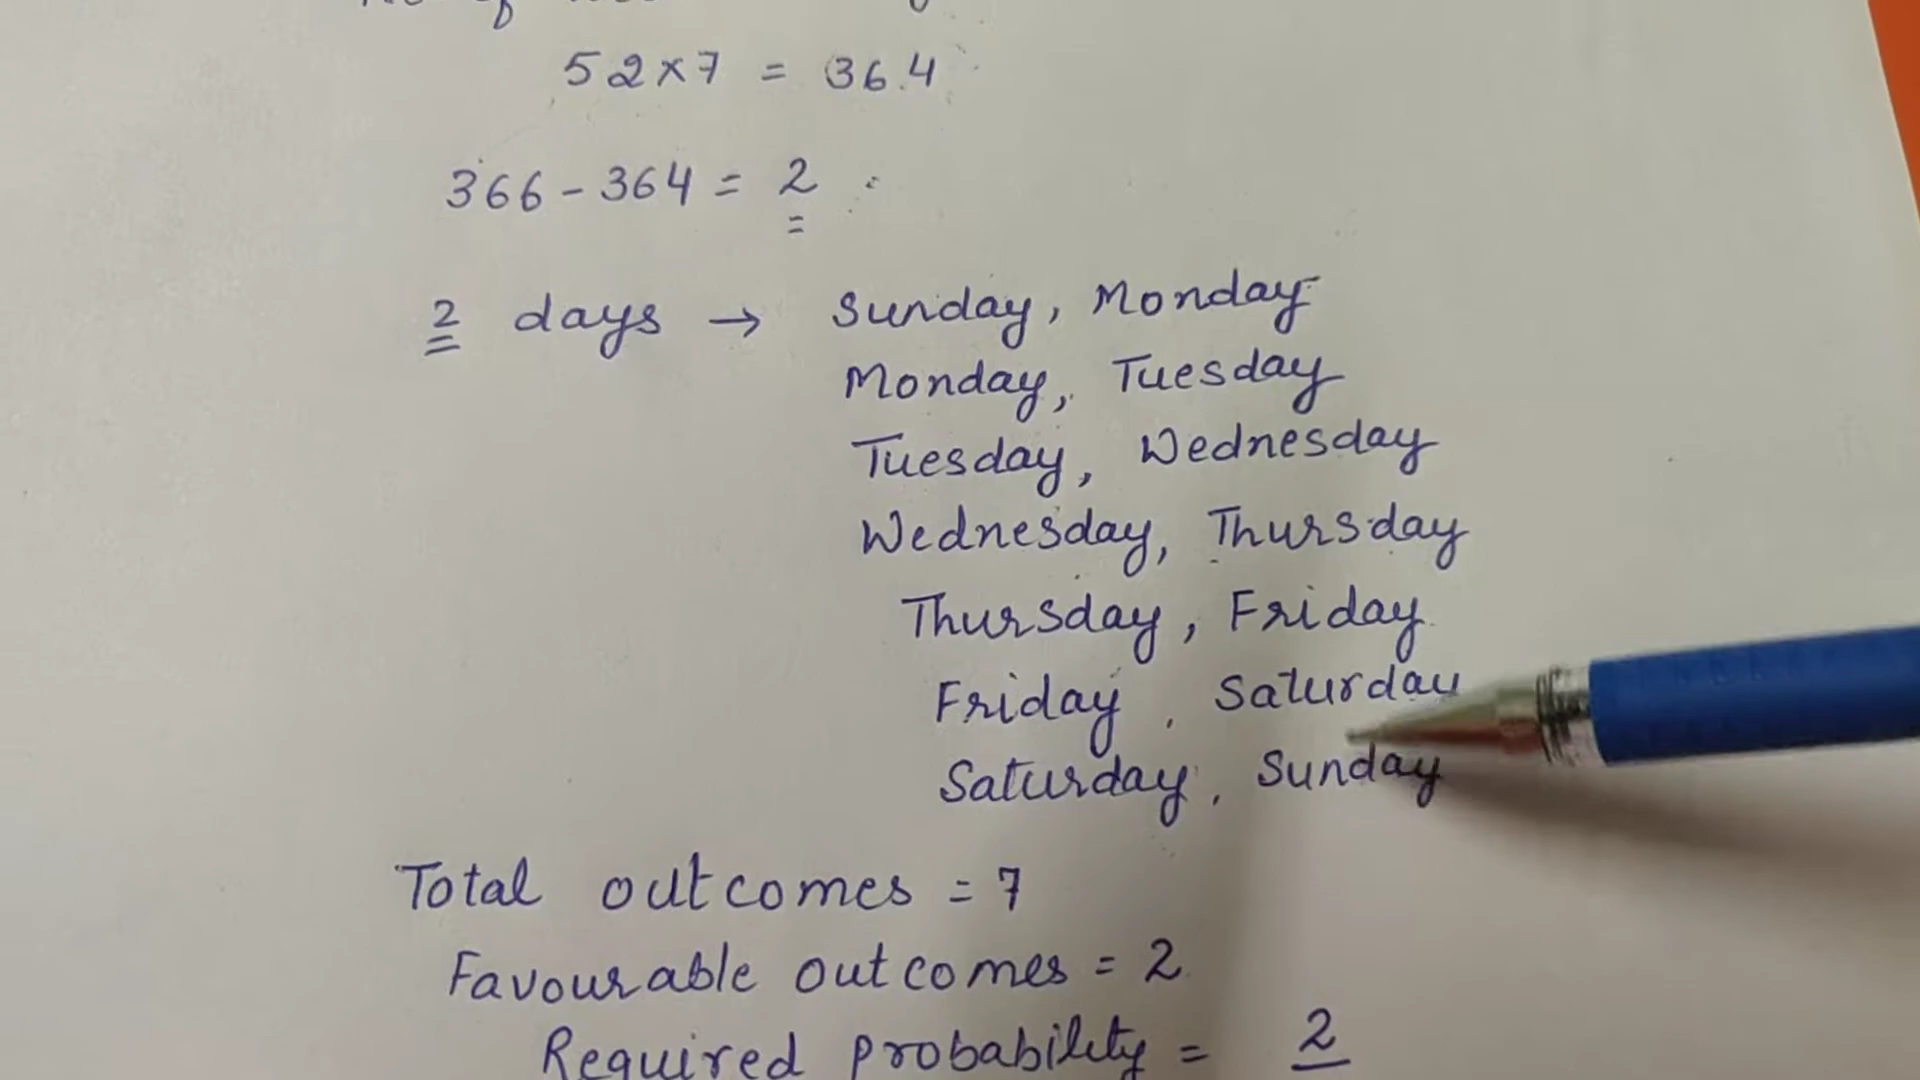 52×7 = 364
366 - 364 = 2
2 days → Sunday, Monday
Monday, Tuesday
Tuesday, Wednesday
Wednesday, Thursday
Thursday, Friday
Friday, Saturday
Saturday, Sunday
Total outcomes = 7
Favourable outcomes = 2
Required probability = 2